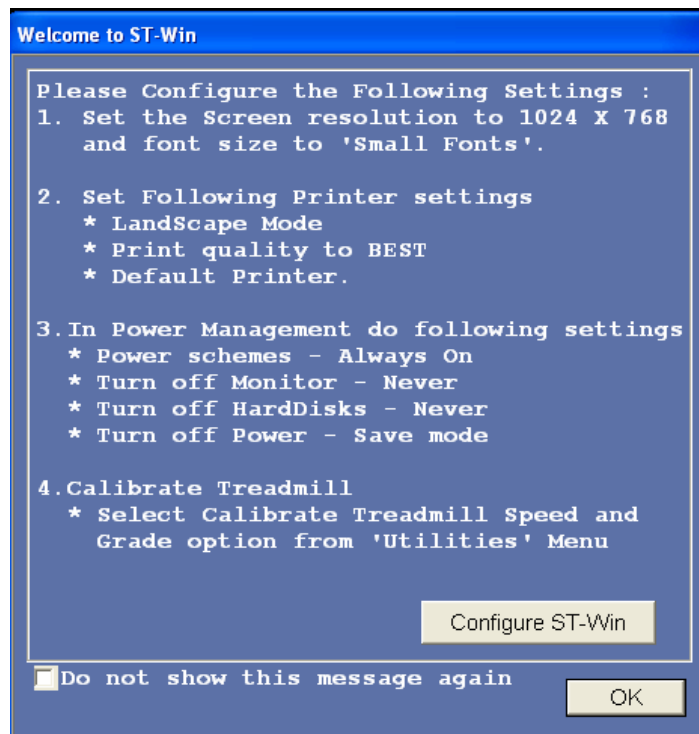 Welcome to ST-Win
Please Configure the Following Settings :
1. Set the Screen resolution to 1024 X 768
and font size to 'Small Fonts'.
2. Set Following Printer settings
* LandScape Mode
* Print quality to BEST
* Default Printer.
3.In Power Management do following settings
* Power schemes - Always On
* Turn off Monitor - Never
* Turn off HardDisks - Never
* Turn off Power - Save mode
4.Calibrate Treadmill
* Select Calibrate Treadmill Speed and
Grade option from 'Utilities' Menu
Configure ST-Win
Do not show this message again
OK